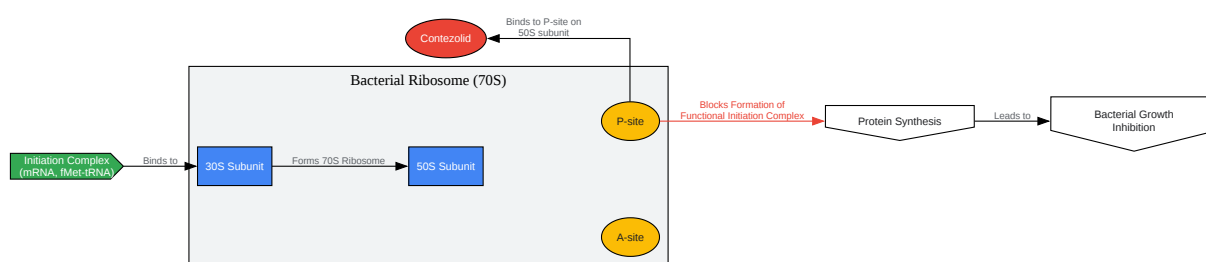 Binds to P-site on
50S subunit
Contezolid
Bacterial Ribosome (70S)
P-site
Blocks Formation of
Functional Initiation Complex
Protein Synthesis
Leads to
Bacterial Growth
Inhibition
Initiation Complex
(mRNA, fMet-tRNA)
Binds to
30S Subunit
Forms 70S Ribosome
50S Subunit
A-site